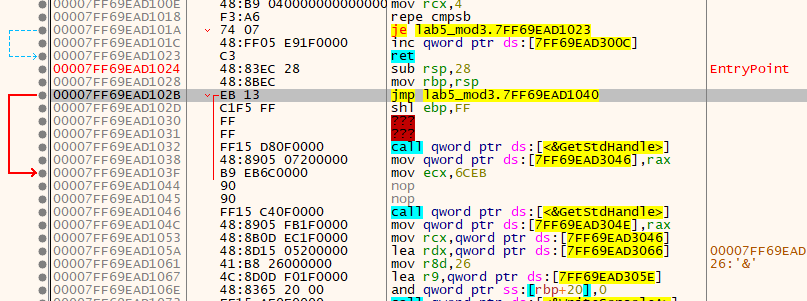 00007FF69EAD100E 48:B9 0400000000000000 mov rcx,4
00007FF69EAD1018 F3:A6 repe cmpsb
00007FF69EAD101A 74 07 je lab5_mod3.7FF69EAD1023
00007FF69EAD101C 48:FF05 E91F0000 inc qword ptr ds:[7FF69EAD300C]
00007FF69EAD1023 C3 ret
00007FF69EAD1024 48:83EC 28 sub rsp,28 EntryPoint
00007FF69EAD1028 48:8BEC mov rbp,rsp
00007FF69EAD102B EB 13 jmp lab5_mod3.7FF69EAD1040
00007FF69EAD102D C1F5 FF shl ebp,FF
00007FF69EAD1030 FF ???
00007FF69EAD1031 FF ???
00007FF69EAD1032 FF15 D80F0000 call qword ptr ds:[<&GetStdHandle>]
00007FF69EAD1038 48:8905 07200000 mov qword ptr ds:[7FF69EAD3046],rax
00007FF69EAD103F B9 EB6C0000 mov ecx,6CEB
00007FF69EAD1044 90 nop
00007FF69EAD1045 90 nop
00007FF69EAD1046 FF15 C40F0000 call qword ptr ds:[<&GetStdHandle>]
00007FF69EAD104C 48:8905 FB1F0000 mov qword ptr ds:[7FF69EAD304E],rax
00007FF69EAD1053 48:8B0D EC1F0000 mov rcx,qword ptr ds:[7FF69EAD3046]
00007FF69EAD105A 48:8D15 05200000 lea rdx,qword ptr ds:[7FF69EAD3066] 00007FF69EAD
00007FF69EAD1061 41:B8 26000000 mov r8d,26 26:'&'
00007FF69EAD1067 4C:8D0D F01F0000 lea r9,qword ptr ds:[7FF69EAD305E]
00007FF69EAD106E 48:8365 20 00 and qword ptr ss:[rbp+20],0